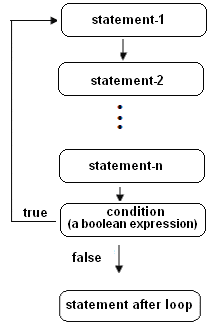 statement-1
statement-2
statement-n
true
condition
(a boolean expression)
false
statement after loop